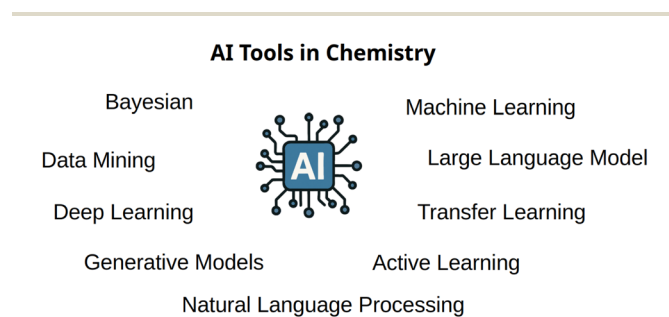 AI Tools in Chemistry
Bayesian
Machine Learning
Data Mining
AI
Large Language Model
Deep Learning
Transfer Learning
Generative Models
Active Learning
Natural Language Processing